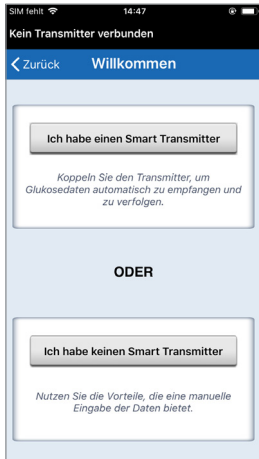 SIM fehlt 14:47
Kein Transmitter verbunden
Zurück Willkommen
Ich habe einen Smart Transmitter
Koppeln Sie den Transmitter, um
Glukosedaten automatisch zu empfangen und
zu verfolgen.
ODER
Ich habe keinen Smart Transmitter
Nutzen Sie die Vorteile, die eine manuelle
Eingabe der Daten bietet.